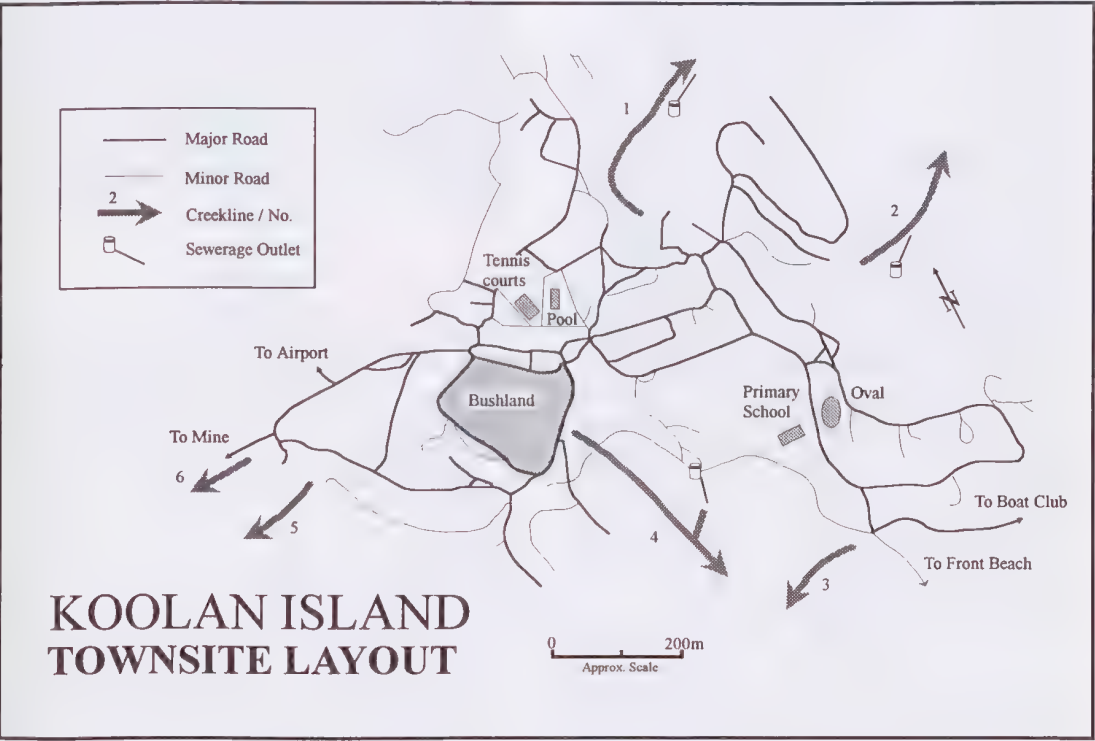 Major Road
Minor Road
2
Creekline / No.
Sewerage Outlet
1
2
N
Tennis
courts
Pool
To Airport
Bushland
Primary
School
Oval
To Mine
6
5
4
3
To Boat Club
To Front Beach
KOOLAN ISLAND
TOWNSITE LAYOUT
0 200m
Approx. Scale